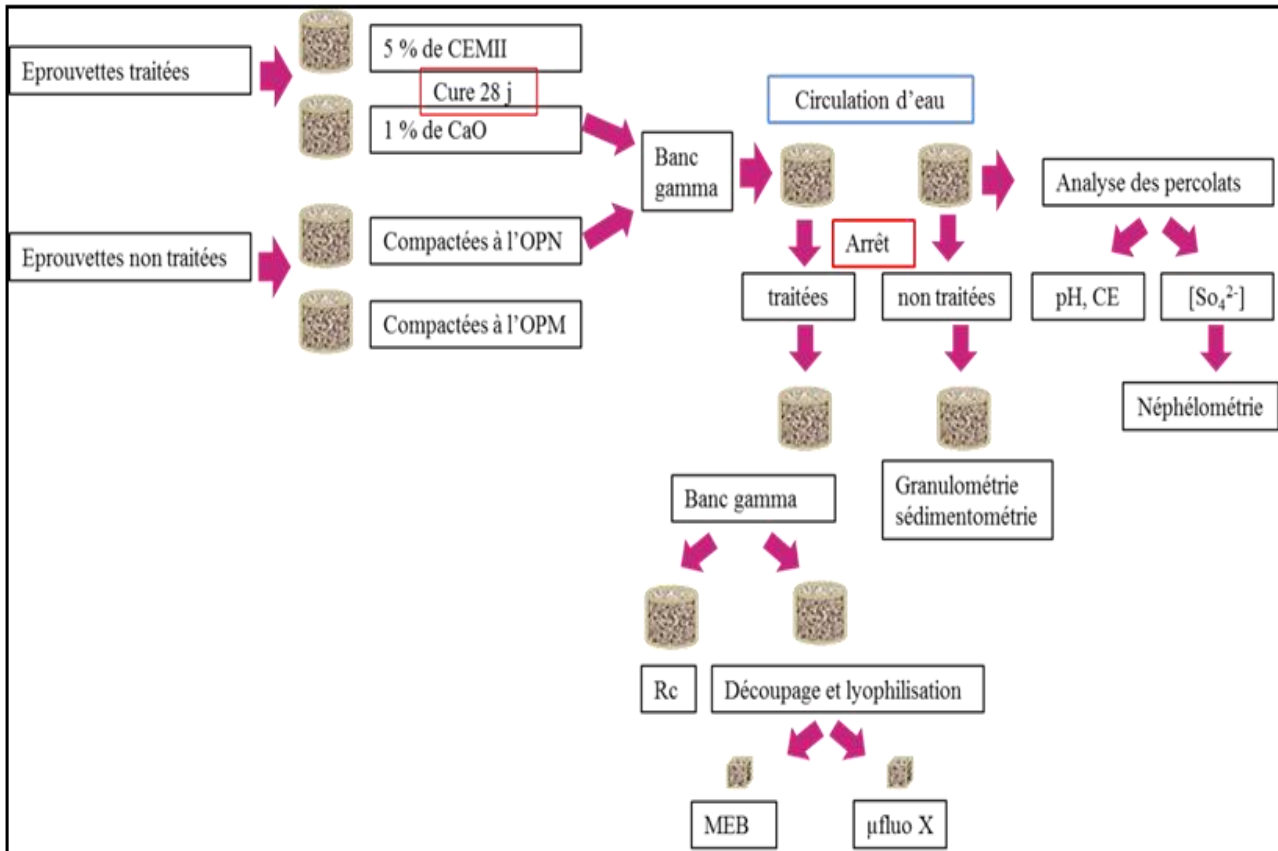 5 % de CEMII
Eprouvettes traitées
Cure 28 j
1 % de CaO
Circulation d’eau
Banc
gamma
Analyse des percolats
Eprouvettes non traitées
Compactées à l’OPN
Arrêt
traitées
non traitées
pH, CE
[So₄²⁻]
Compactées à l’OPM
Néphélométrie
Banc gamma
Granulométrie
sédimentométrie
Rc
Découpage et lyophilisation
MEB
µfluo X